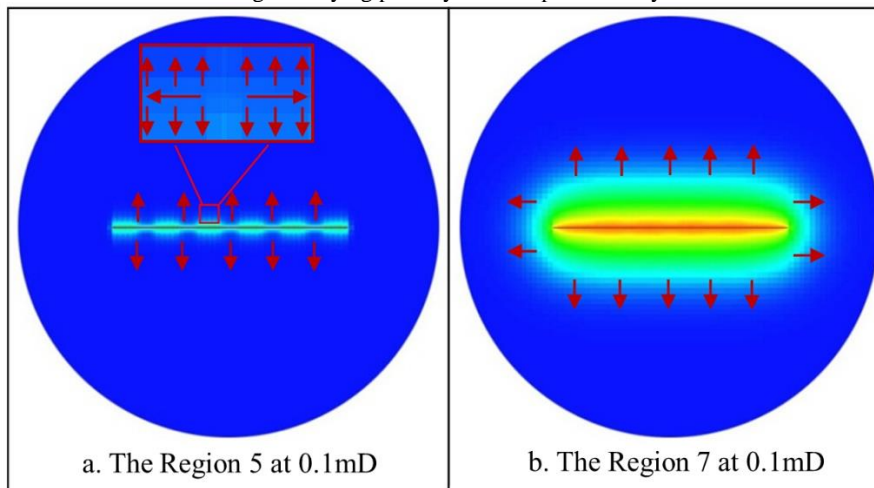 a. The Region 5 at 0.1mD
b. The Region 7 at 0.1mD